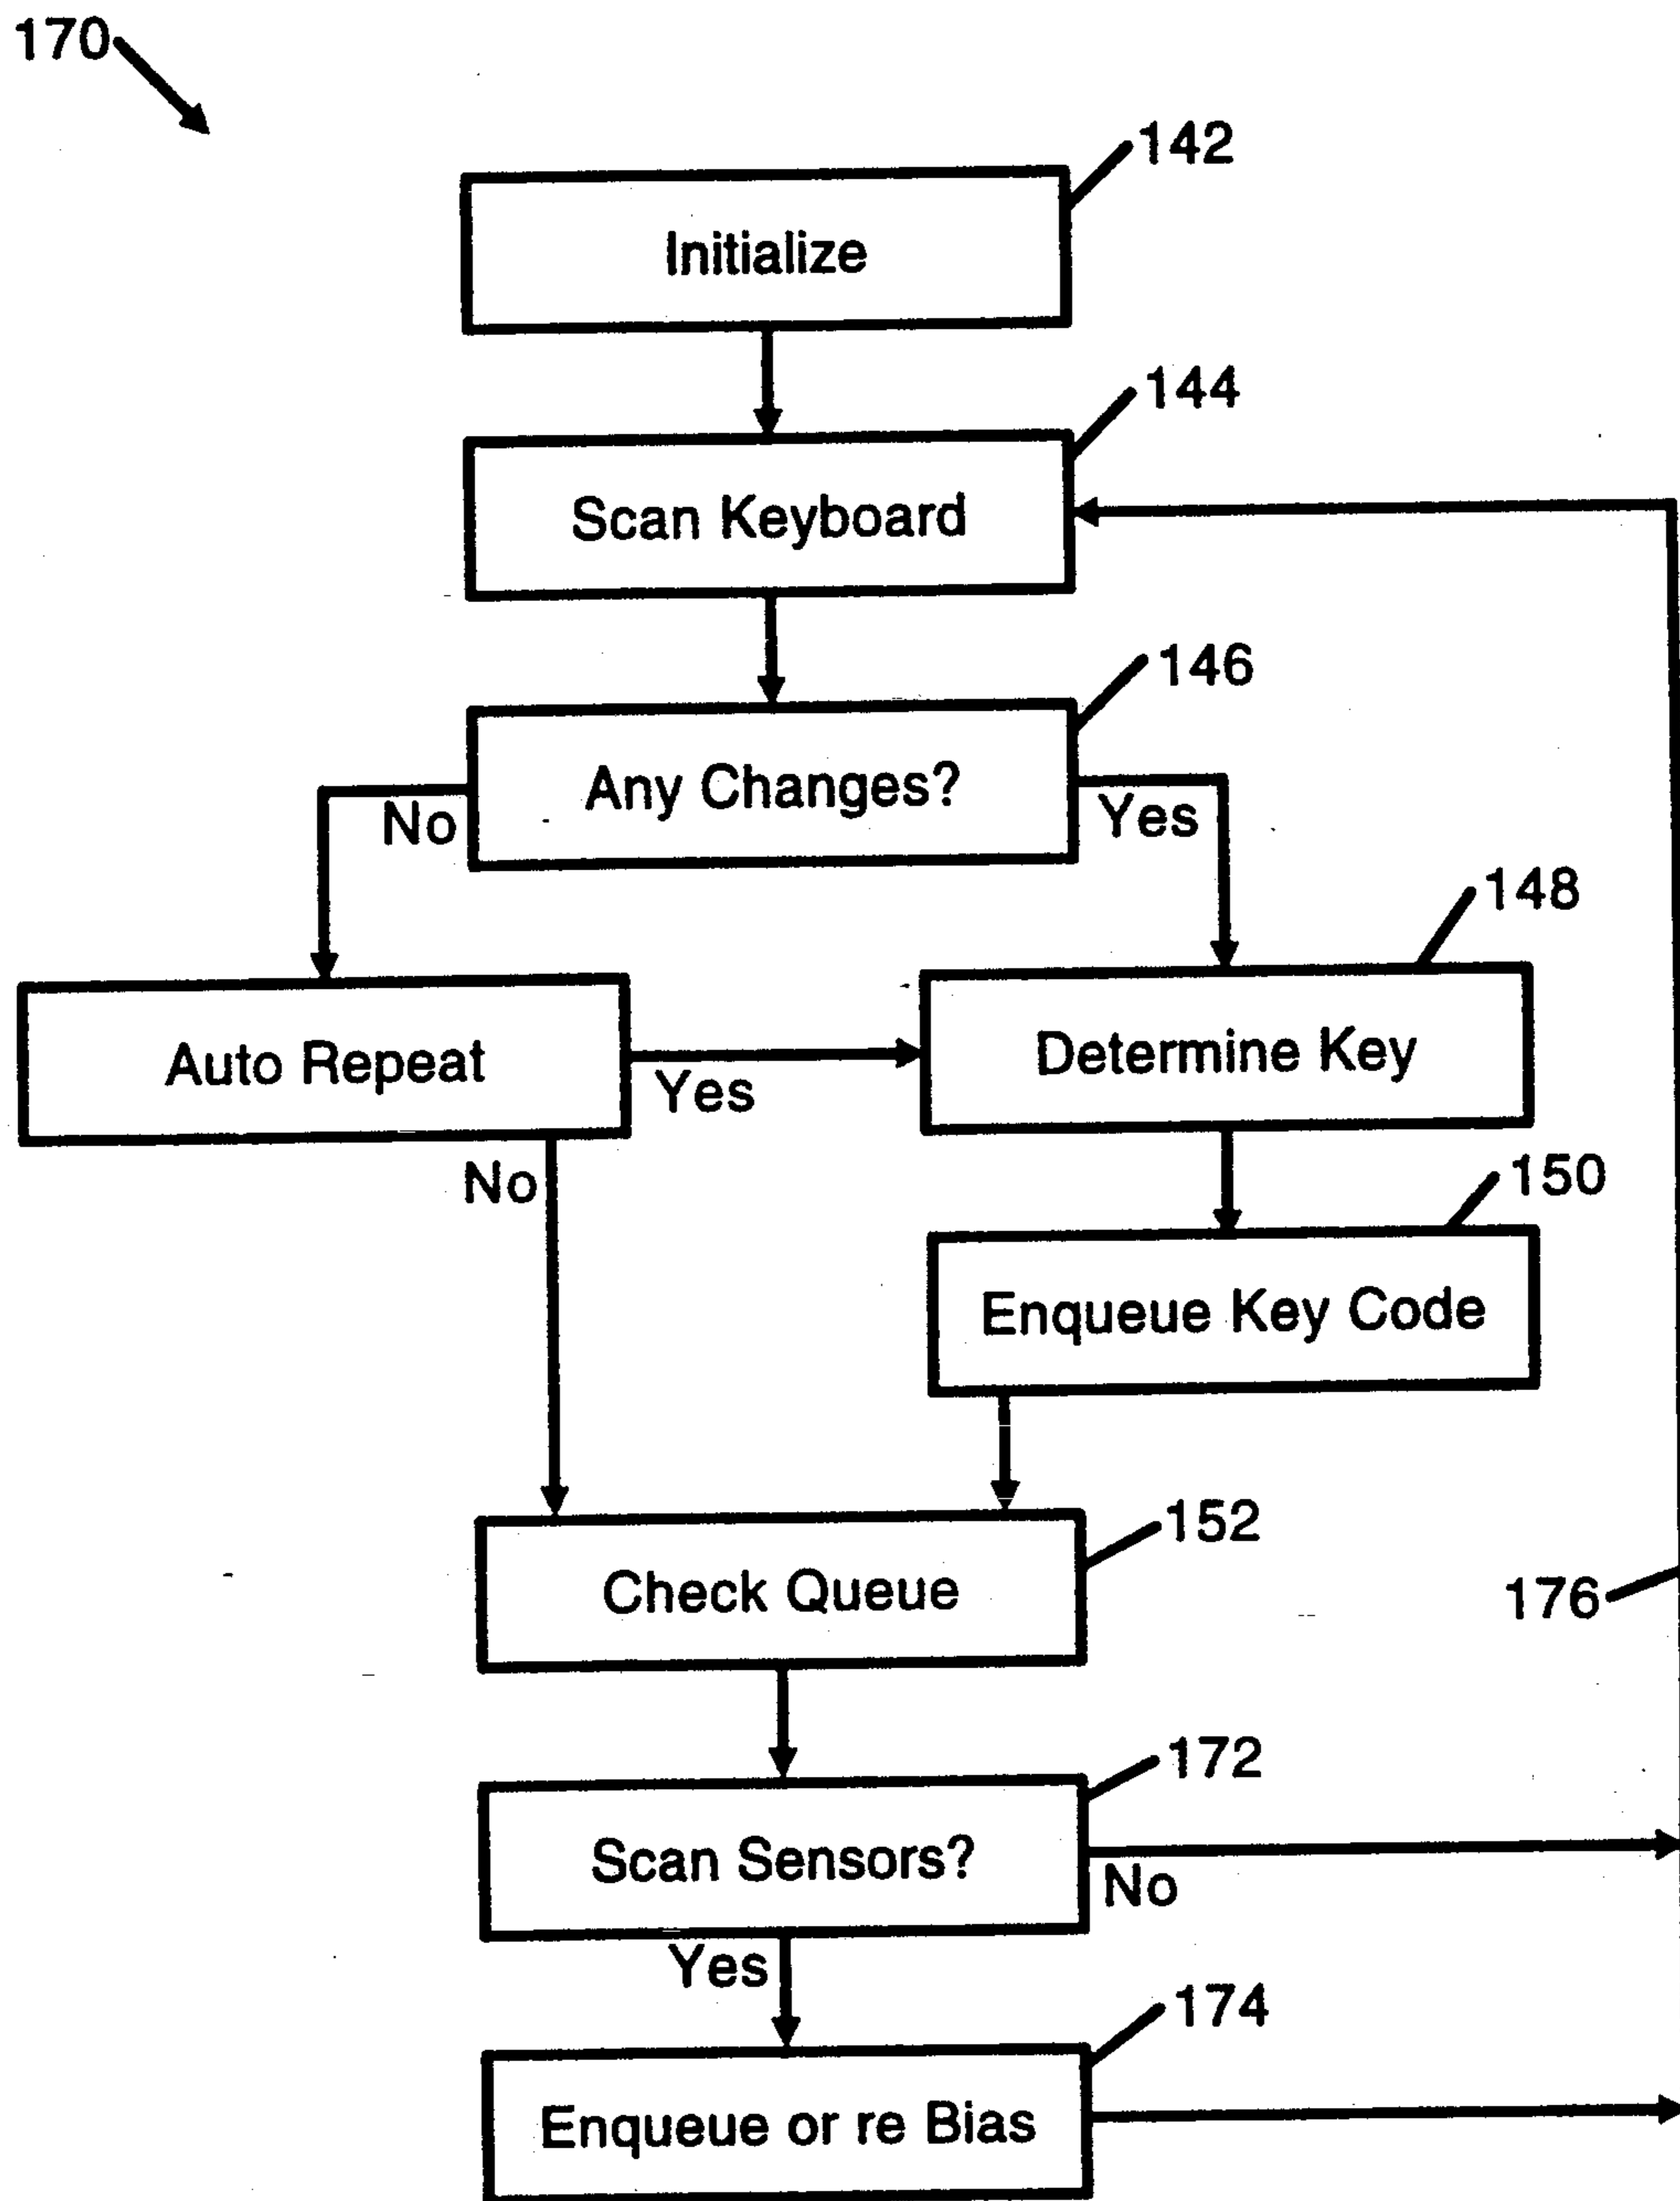 170
142
Initialize
144
Scan Keyboard
146
Any Changes?
No
Yes
148
Auto Repeat
Determine Key
Yes
No
150
Enqueue Key Code
152
Check Queue
176
172
Scan Sensors?
No
Yes
174
Enqueue or re Bias